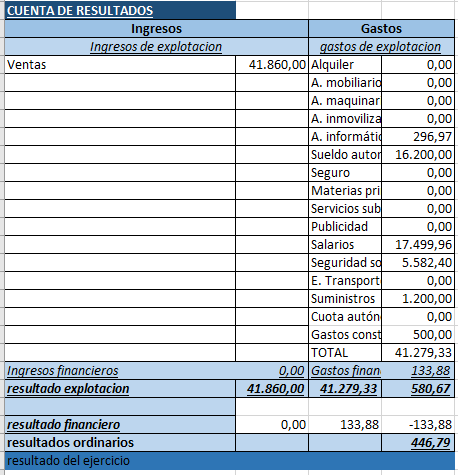 CUENTA DE RESULTADOS
Ingresos Gastos
Ingresos de explotacion gastos de explotacion
Ventas 41.860,00 Alquiler 0,00
A. mobiliario 0,00
A. maquinar 0,00
A. inmoviliza 0,00
A. informátic 296,97
Sueldo autor 16.200,00
Seguro 0,00
Materias pri 0,00
Servicios sub 0,00
Publicidad 0,00
Salarios 17.499,96
Seguridad so 5.582,40
E. Transport 0,00
Suministros 1.200,00
Cuota autón 0,00
Gastos const 500,00
TOTAL 41.279,33
Ingresos financieros 0,00 Gastos finan 133,88
resultado explotacion 41.860,00 41.279,33 580,67
resultado financiero 0,00 133,88 -133,88
resultados ordinarios 446,79
resultado del ejercicio